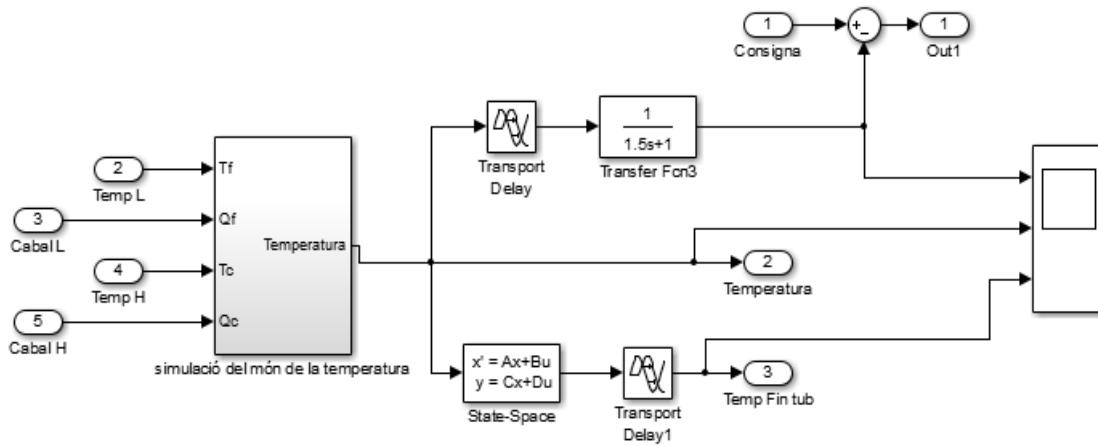 1
Consigna
+
−
1
Out1
1
1.5s+1
Transport
Delay
Transfer Fcn3
2
Temp L
Tf
3
Cabal L
Qf
Temperatura
4
Temp H
Tc
5
Cabal H
Qc
simulació del món de la temperatura
2
Temperatura
x' = Ax+Bu
y = Cx+Du
State-Space
Transport
Delay1
3
Temp Fin tub